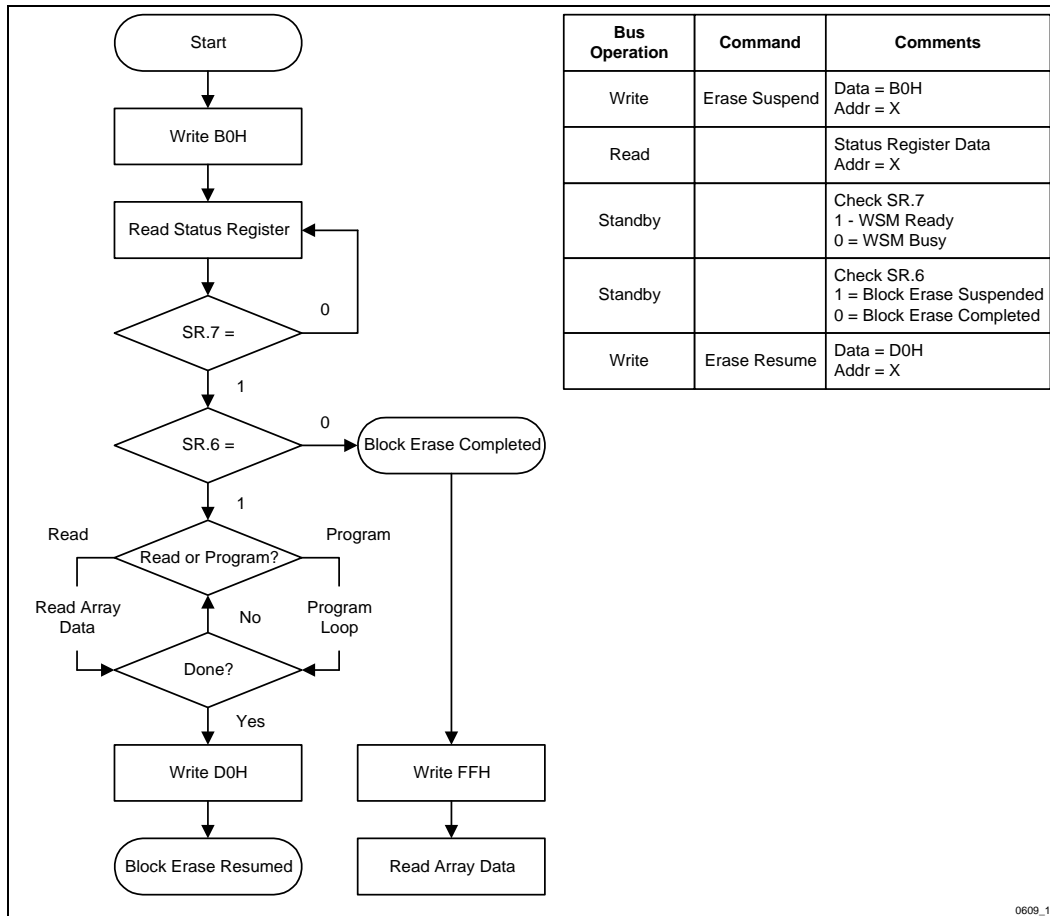 Start
Write B0H
Read Status Register
SR.7 =
0
1
SR.6 =
0
Block Erase Completed
1
Read
Program
Read or Program?
Read Array
Data
No
Program
Loop
Done?
Yes
Write D0H
Write FFH
Block Erase Resumed
Read Array Data
Bus
Operation
Command
Comments
Write
Erase Suspend
Data = B0H
Addr = X
Read
Status Register Data
Addr = X
Standby
Check SR.7
1 - WSM Ready
0 = WSM Busy
Standby
Check SR.6
1 = Block Erase Suspended
0 = Block Erase Completed
Write
Erase Resume
Data = D0H
Addr = X
0609_1